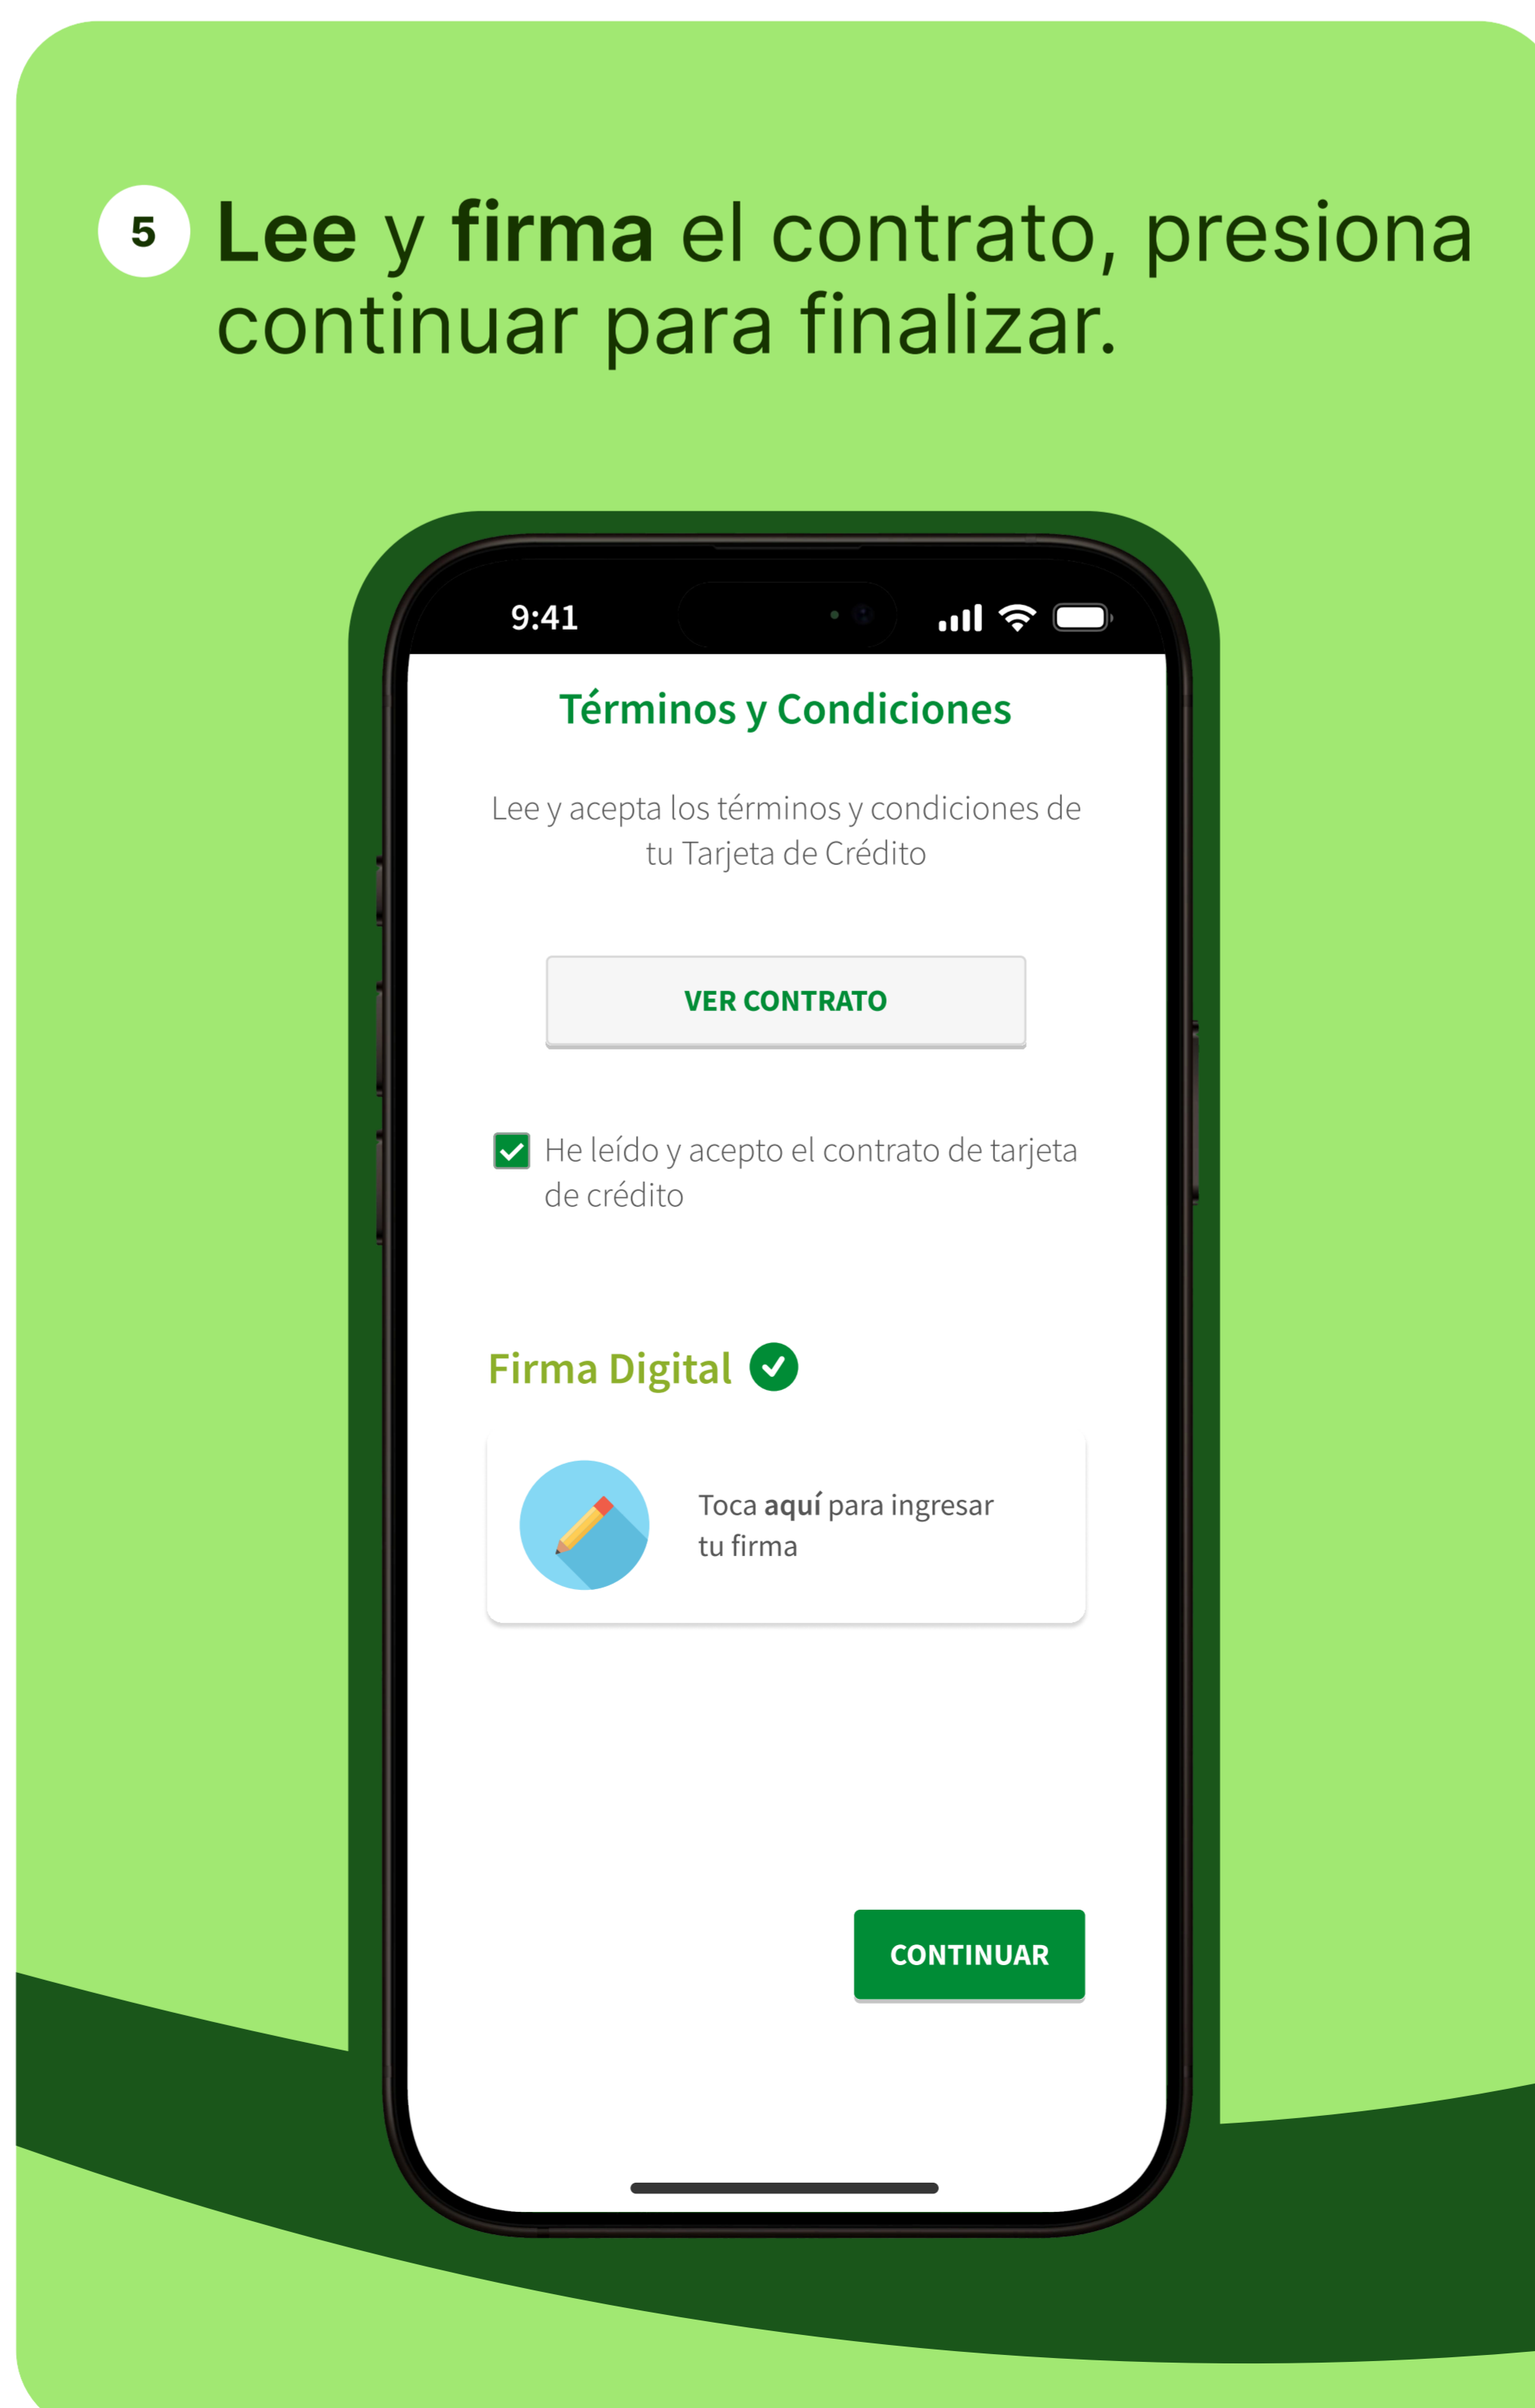 5
Lee y firma el contrato, presiona
continuar para finalizar.
9:41
Términos y Condiciones
Lee y acepta los términos y condiciones de
tu Tarjeta de Crédito
VER CONTRATO
He leído y acepto el contrato de tarjeta
de crédito
Firma Digital
Toca aquí para ingresar
tu firma
CONTINUAR